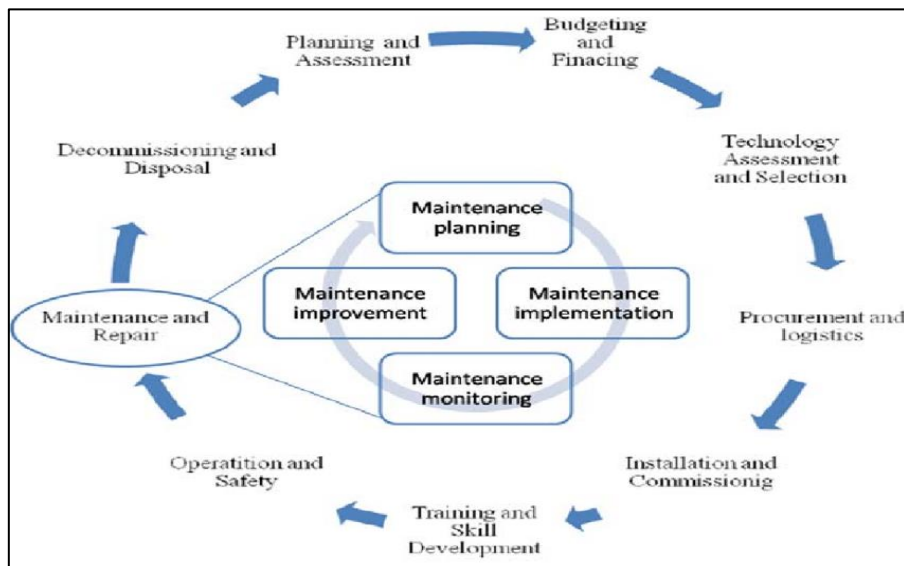 Planning and
Assessment
Budgeting
and
Finacing
Technology
Assessment
and Selection
Procurement and
logistics
Installation and
Commissionig
Training and
Skill
Development
Operatition and
Safety
Maintenance and
Repair
Decommissioning and
Disposal
Maintenance
planning
Maintenance
implementation
Maintenance
monitoring
Maintenance
improvement